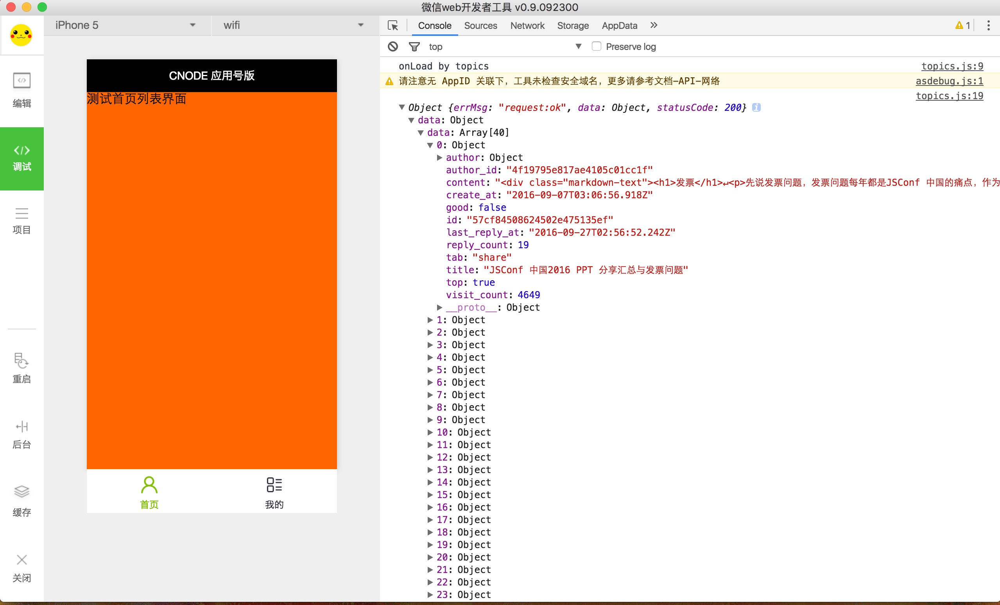 微信web开发者工具 v0.9.092300
iPhone 5
wifi
编辑
调试
项目
重启
后台
缓存
关闭
CNODE 应用号版
测试首页列表界面
首页
我的
Console Sources Network Storage AppData
1
top
Preserve log
onLoad by topics topics.js:9
请注意无 AppID 关联下，工具未检查安全域名，更多请参考文档-API-网络 asdebug.js:1
topics.js:19
Object {errMsg: "request:ok", data: Object, statusCode: 200}
data: Object
data: Array[40]
0: Object
author: Object
author_id: "4f19795e817ae4105c01cc1f"
content: "<div class="markdown-text"><h1>发票</h1>↵<p>先说发票问题，发票问题每年都是JSConf 中国的痛点，作为
create_at: "2016-09-07T03:06:56.918Z"
good: false
id: "57cf84508624502e475135ef"
last_reply_at: "2016-09-27T02:56:52.242Z"
reply_count: 19
tab: "share"
title: "JSConf 中国2016 PPT 分享汇总与发票问题"
top: true
visit_count: 4649
__proto__: Object
1: Object
2: Object
3: Object
4: Object
5: Object
6: Object
7: Object
8: Object
9: Object
10: Object
11: Object
12: Object
13: Object
14: Object
15: Object
16: Object
17: Object
18: Object
19: Object
20: Object
21: Object
22: Object
23: Object